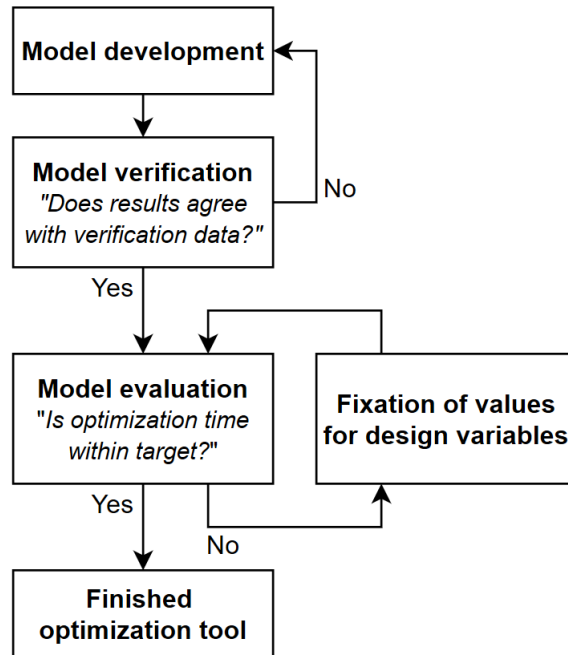 Model development
Model verification
"Does results agree
with verification data?"
No
Yes
Model evaluation
"Is optimization time
within target?"
Fixation of values
for design variables
Yes
No
Finished
optimization tool